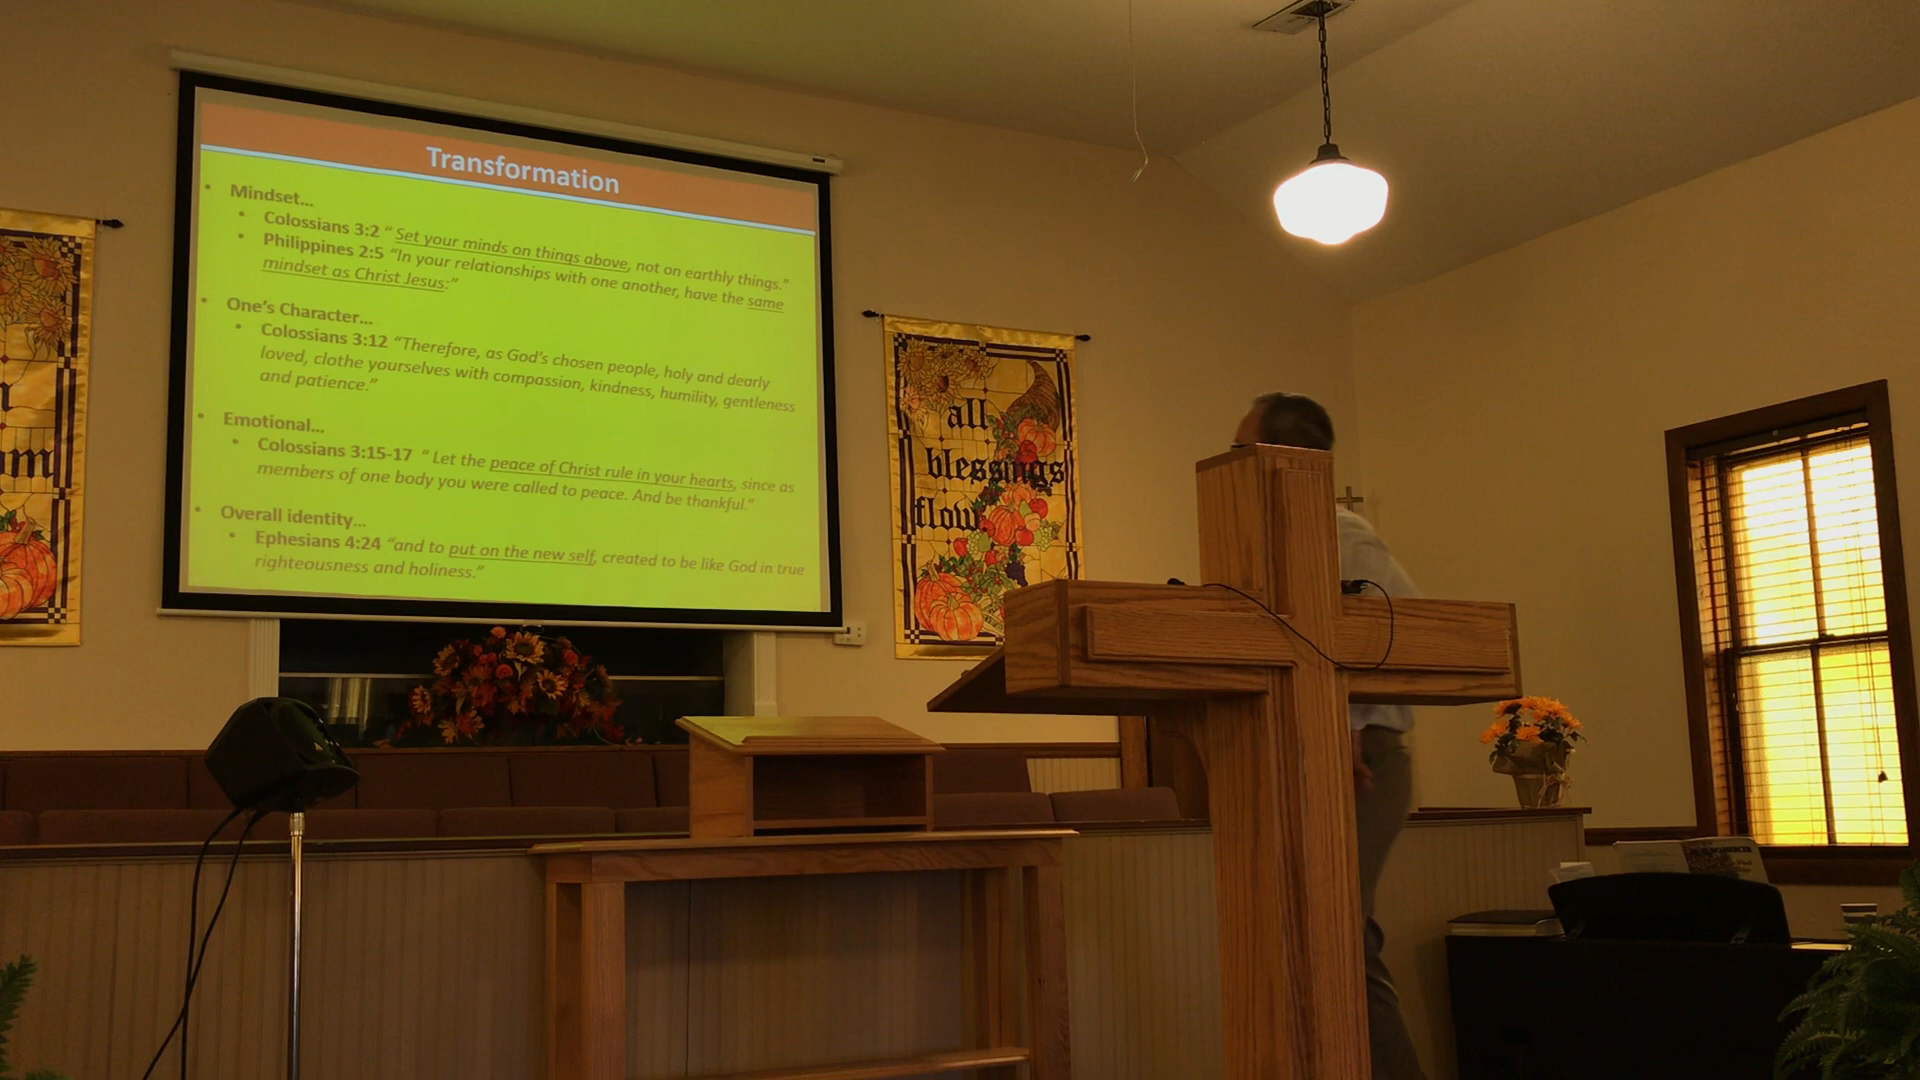 Transformation
• Mindset...
• Colossians 3:2 “ Set your minds on things above, not on earthly things.”
• Philippines 2:5 “In your relationships with one another, have the same
mindset as Christ Jesus:”
• One’s Character...
• Colossians 3:12 “Therefore, as God’s chosen people, holy and dearly
loved, clothe yourselves with compassion, kindness, humility, gentleness
and patience.”
• Emotional...
• Colossians 3:15-17 “ Let the peace of Christ rule in your hearts, since as
members of one body you were called to peace. And be thankful.”
• Overall identity...
• Ephesians 4:24 “and to put on the new self, created to be like God in true
righteousness and holiness.”
all
blessings
flow